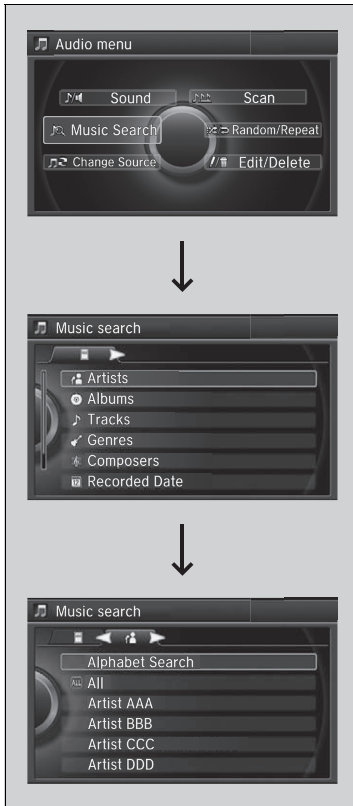 Audio menu
Sound Scan
Music Search Random/Repeat
Change Source Edit/Delete
Music search
Artists
Albums
Tracks
Genres
Composers
Recorded Date
Music search
Alphabet Search
ALL All
Artist AAA
Artist BBB
Artist CCC
Artist DDD